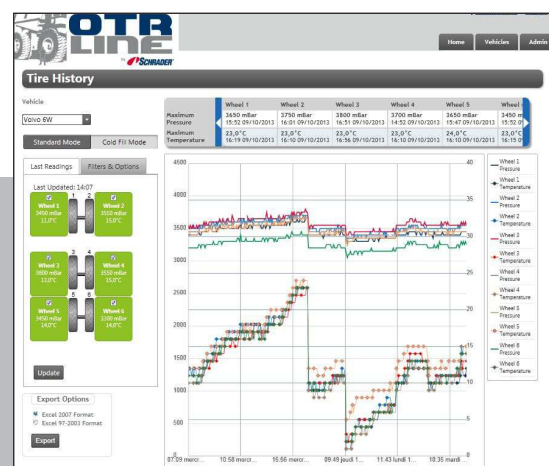 OTR
LINE
by SCHRADER
Home Vehicles Admin
Tire History
Vehicle
Volvo 6W
Standard Mode Cold Fill Mode
Wheel 1 Wheel 2 Wheel 3 Wheel 4 Wheel 5 Wheel
Maximum Pressure 3650 mBar 3750 mBar 3800 mBar 3700 mBar 3650 mBar 3450 m
15:52 09/10/2013 16:01 09/10/2013 16:51 09/10/2013 14:52 09/10/2013 15:47 09/10/2013 15:52 09
Maximum Temperature 23,0°C 23,0°C 23,0°C 23,0°C 24,0°C 23,0°C
16:19 09/10/2013 16:10 09/10/2013 16:56 09/10/2013 16:10 09/10/2013 16:10 09/10/2013 16:15 09
Last Readings Filters & Options
Last Updated: 14:07
1 2
Wheel 1 Wheel 2
3450 mBar 3550 mBar
13,0°C 15,0°C
3 4
Wheel 3 Wheel 4
3600 mBar 3500 mBar
13,0°C 14,0°C
5 6
Wheel 5 Wheel 6
3450 mBar 3300 mBar
14,0°C 14,0°C
Update
Export Options
Excel 2007 Format
Excel 97-2003 Format
Export
4500
4000
3500
3000
2500
2000
1500
1000
500
0
40
35
30
25
20
15
10
5
0
07:09 mercr... 10:58 mercr... 16:56 mercr... 09:49 jeudi 1... 11:43 lundi 1... 10:35 mardi ...
Wheel 1 Pressure
Wheel 1 Temperature
Wheel 2 Pressure
Wheel 2 Temperature
Wheel 3 Pressure
Wheel 3 Temperature
Wheel 4 Pressure
Wheel 4 Temperature
Wheel 5 Pressure
Wheel 5 Temperature
Wheel 6 Pressure
Wheel 6 Temperature